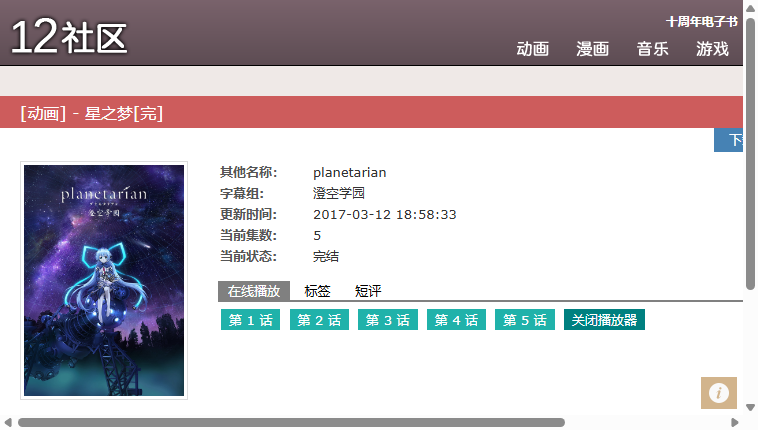 12社区
十周年电子书
动画 漫画 音乐 游戏
[动画] - 星之梦[完]
下
planetarian
澄空学园
其他名称: planetarian
字幕组: 澄空学园
更新时间: 2017-03-12 18:58:33
当前集数: 5
当前状态: 完结
在线播放 标签 短评
第 1 话 第 2 话 第 3 话 第 4 话 第 5 话 关闭播放器
i